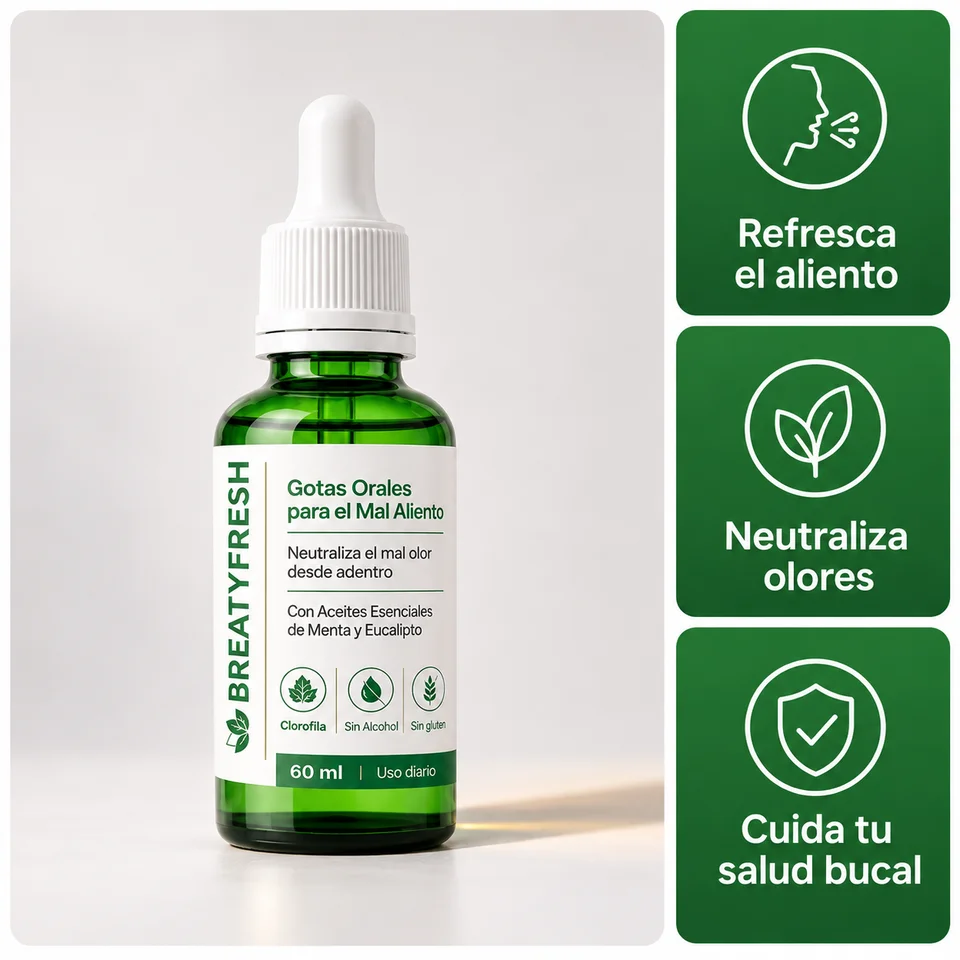 BREATYFRESH
Gotas Orales
para el Mal Aliento
Neutraliza el mal olor
desde adentro
Con Aceites Esenciales
de Menta y Eucalipto
Clorofila
Sin Alcohol
Sin gluten
60 ml | Uso diario
Refresca
el aliento
Neutraliza
olores
Cuida tu
salud bucal